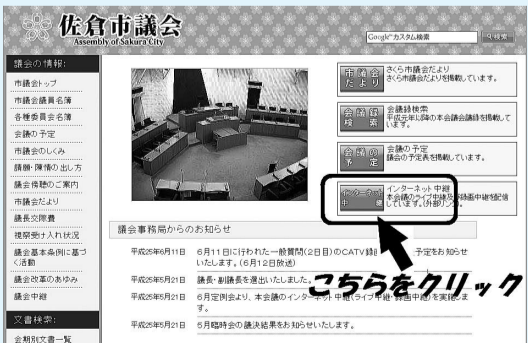 佐倉市議会
Assembly of Sakura City
Google カスタム検索
検索
議会の情報:
市議会トップ
市議会議員名簿
各種委員会名簿
会議の予定
市議会のしくみ
請願・陳情の出し方
議会傍聴のご案内
市議会だより
議長交際費
視察受け入れ状況
議会基本条例に基づ
く活動
議会改革のあゆみ
議会中継
文書検索:
会期別文書一覧
市議会
だより
さくら市議会だより
さくら市議会だよりを掲載しています。
会議録
検索
会議録検索
平成元年以降の本会議会議録を掲載して
います。
会議の
予定
会議の予定
議会の予定表を掲載しています。
インターネット
中継
インターネット中継
本会議のライブ中継及び録画中継を配信
しています。(外部リンク)
こちらをクリック
議会事務局からのお知らせ
平成25年6月11日
6月11日に行われた一般質問(2日目)のCATV録
予定をお知らせ
いたします。(6月12日放送)
平成25年5月21日
議長・副議長を選出いたしました。
平成25年5月21日
6月定例会より、本会議のインターネット中継(ライブ中継・録画中継)を実施しま
す。
平成25年5月21日
5月臨時会の議決結果をお知らせいたします。